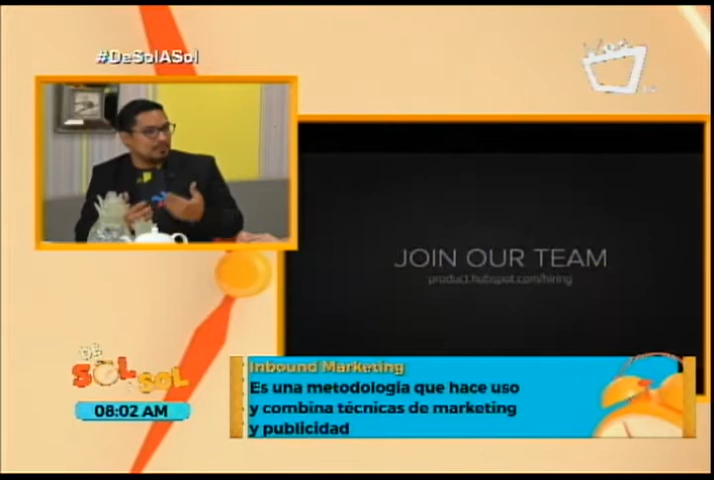 #DeSolASol
JOIN OUR TEAM
product.hubspot.com/hiring
DE
SOL
A SOL
08:02 AM
Inbound Marketing
Es una metodología que hace uso
y combina técnicas de marketing
y publicidad